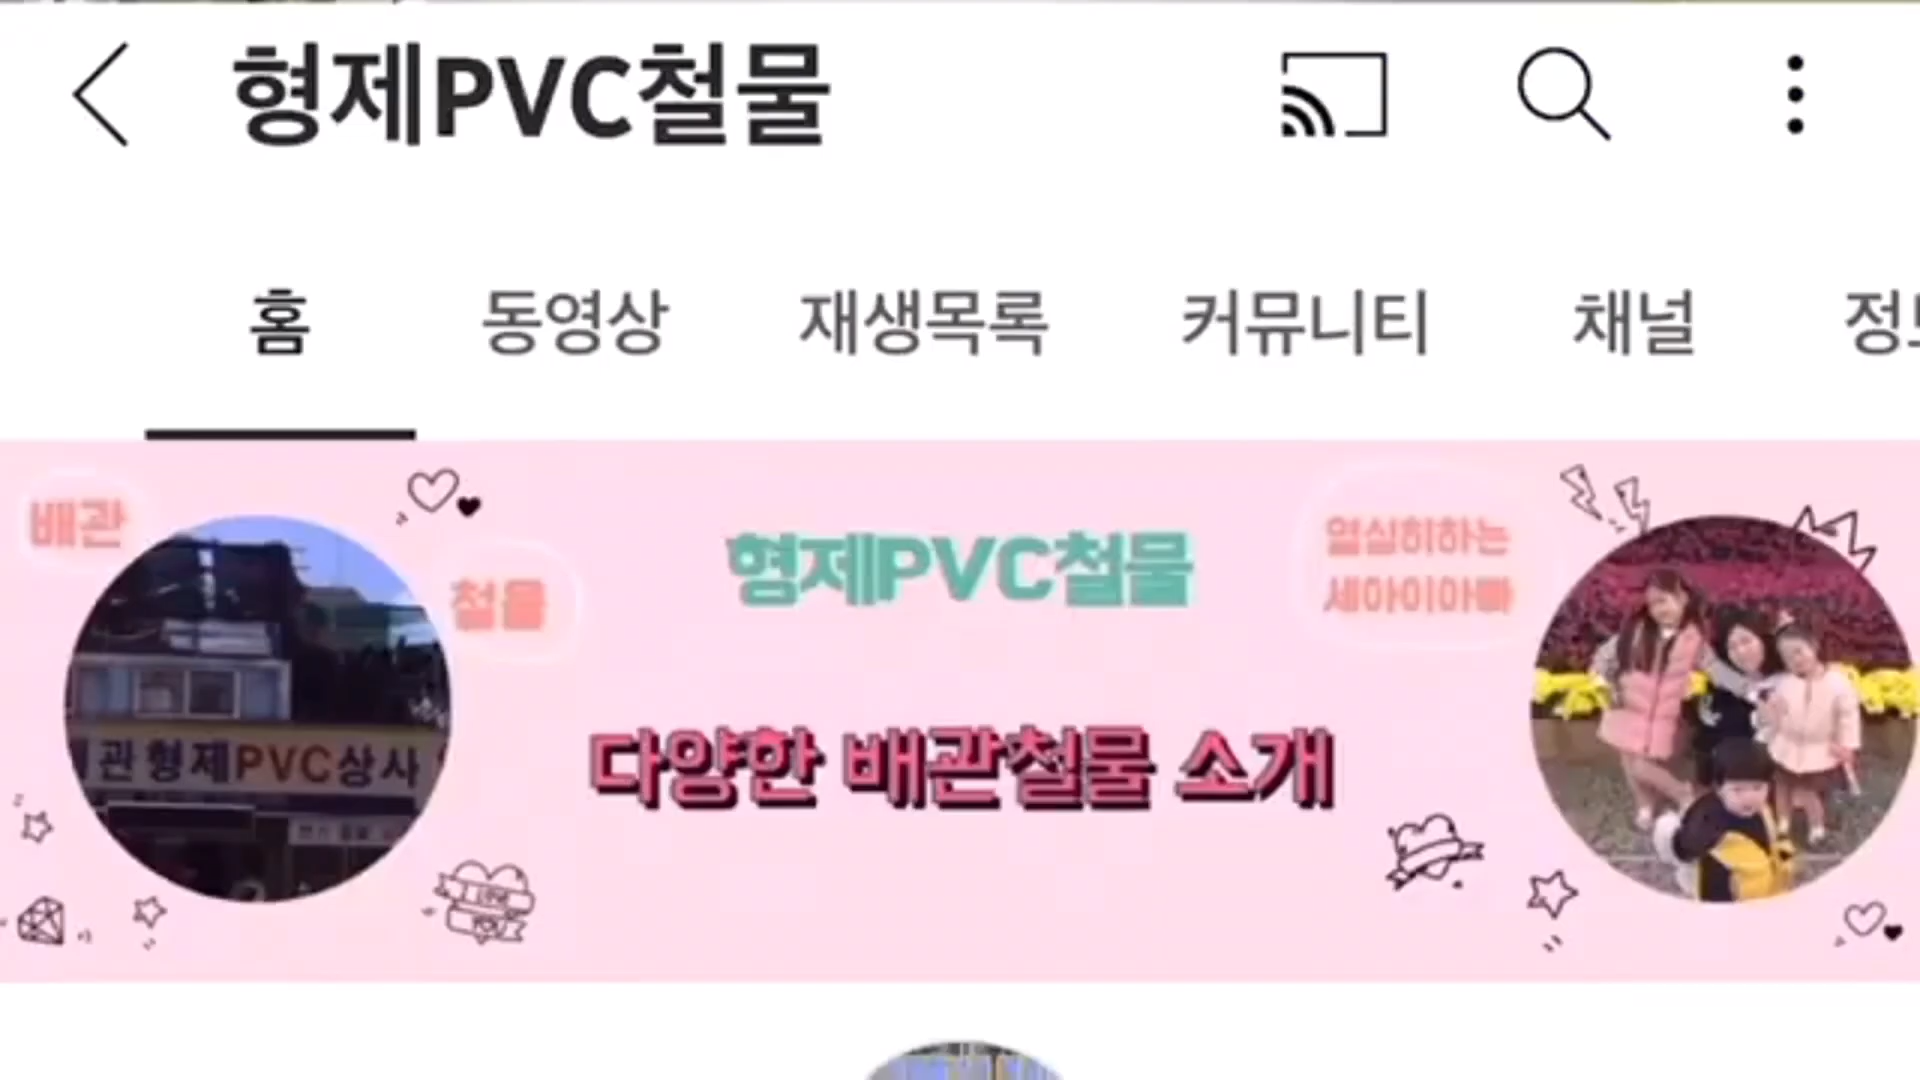 형제PVC철물
홈 동영상 재생목록 커뮤니티 채널
배관
철물
형제PVC철물
다양한 배관철물 소개
열심히하는
세아이아빠
관 형제PVC상사
LOVE
YOU